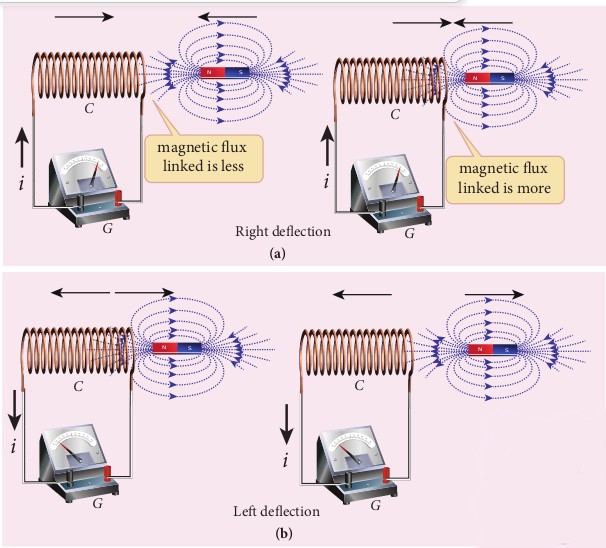 N S
N S
C
C
magnetic flux
linked is less
magnetic flux
linked is more
i
i
G
G
Right deflection
(a)
N S
N S
C
C
i
i
G
G
Left deflection
(b)